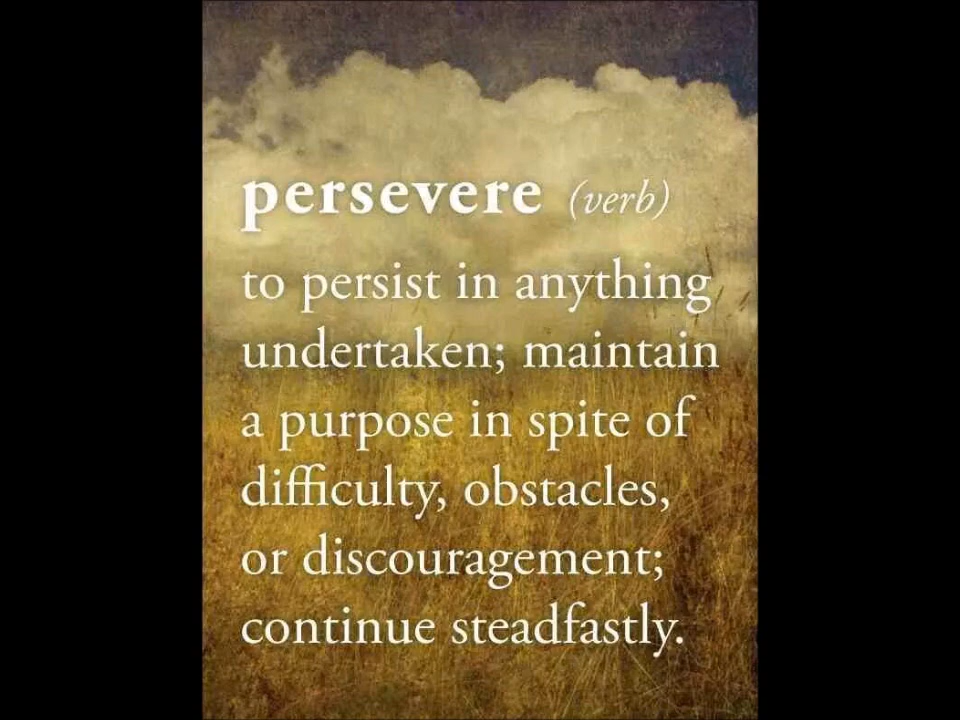 persevere (verb)
to persist in anything
undertaken; maintain
a purpose in spite of
difficulty, obstacles,
or discouragement;
continue steadfastly.